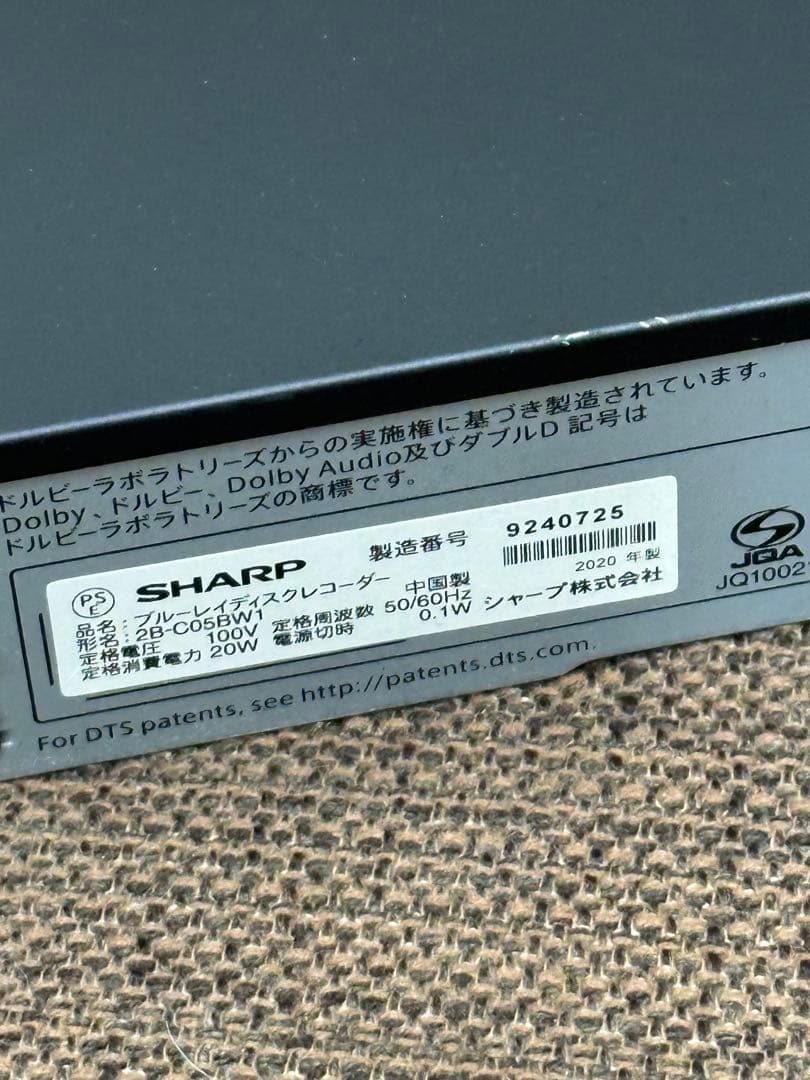 ドルビーラボラトリーズからの実施権に基づき製造されています。
Dolby、ドルビー、Dolby Audio及びダブルD 記号は
ドルビーラボラトリーズの商標です。
PS
E
SHARP
製造番号 9240725
品名：ブルーレイディスクレコーダー 中国製 2020 年製
形名：2B-C05BW1
定格電圧 100V 定格周波数 50/60Hz シャープ株式会社
定格消費電力 20W 電源切時 0.1W
JQA
JQ1002
For DTS patents, see http://patents.dts.com.